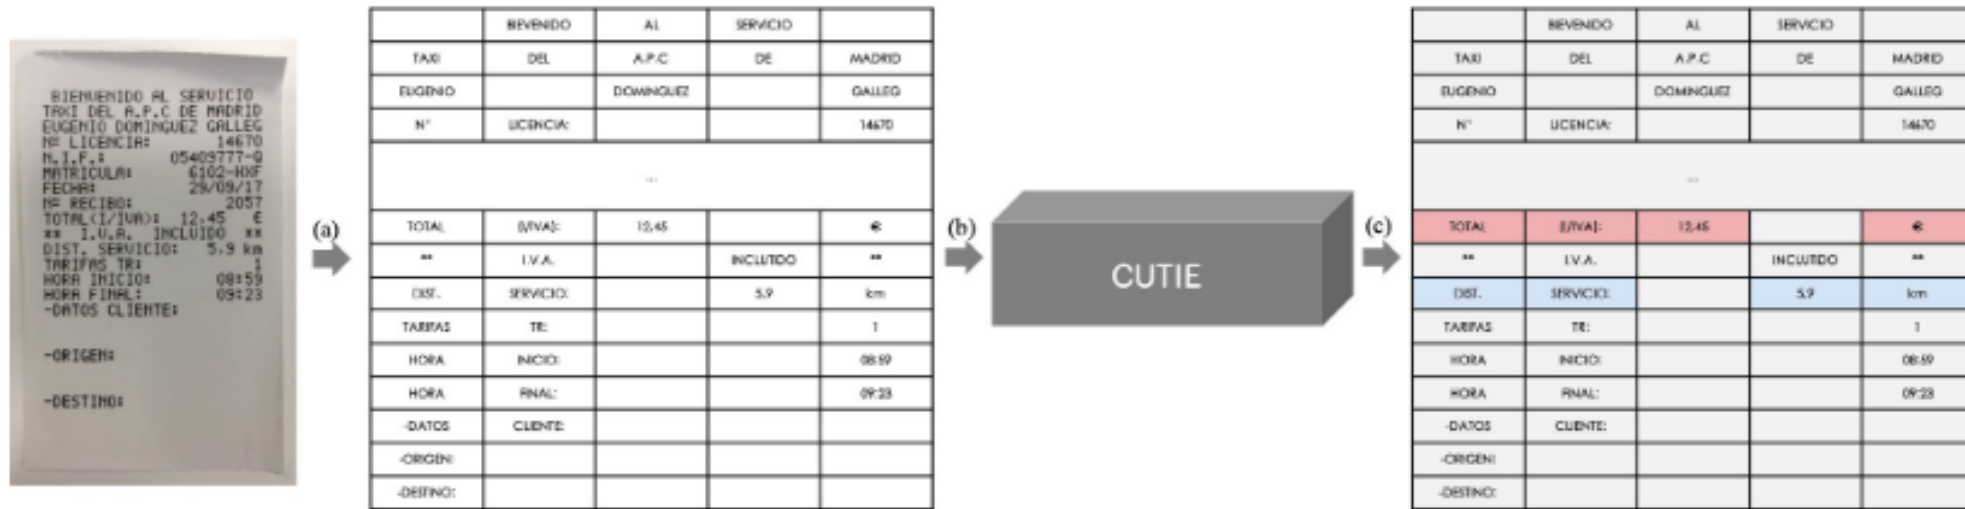 BIENVENIDO AL SERVICIO
TAXI DEL A.P.C DE MADRID
EUGENIO DOMINGUEZ GALLEG
Nº LICENCIA: 14670
N.I.F.: 05409777-Q
MATRICULA: 6102-HXF
FECHA: 29/09/17
Nº RECIBO: 2057
TOTAL(I/IVA): 12,45 €
** I.V.A. INCLUIDO **
DIST. SERVICIO: 5.9 km
TARIFAS TR: 1
HORA INICIO: 08:59
HORA FINAL: 09:23
-DATOS CLIENTE:
-ORIGEN:
-DESTINO:
(a)
BIEVENIDO AL SERVICIO
TAXI DEL A.P.C DE MADRID
EUGENIO DOMINGUEZ GALLEG
N° LICENCIA: 14670
...
TOTAL (I/IVA): 12,45 €
** I.V.A. INCLUTDO **
DIST. SERVICIO: 5.9 km
TARIFAS TR: 1
HORA INICIO: 08:59
HORA FINAL: 09:23
-DATOS CLIENTE:
-ORIGEN:
-DESTINO:
(b)
CUTIE
(c)
BIEVENIDO AL SERVICIO
TAXI DEL A.P.C DE MADRID
EUGENIO DOMINGUEZ GALLEG
N° LICENCIA: 14670
...
TOTAL (I/IVA): 12,45 €
** I.V.A. INCLUTDO **
DIST. SERVICIO: 5.9 km
TARIFAS TR: 1
HORA INICIO: 08:59
HORA FINAL: 09:23
-DATOS CLIENTE:
-ORIGEN:
-DESTINO: